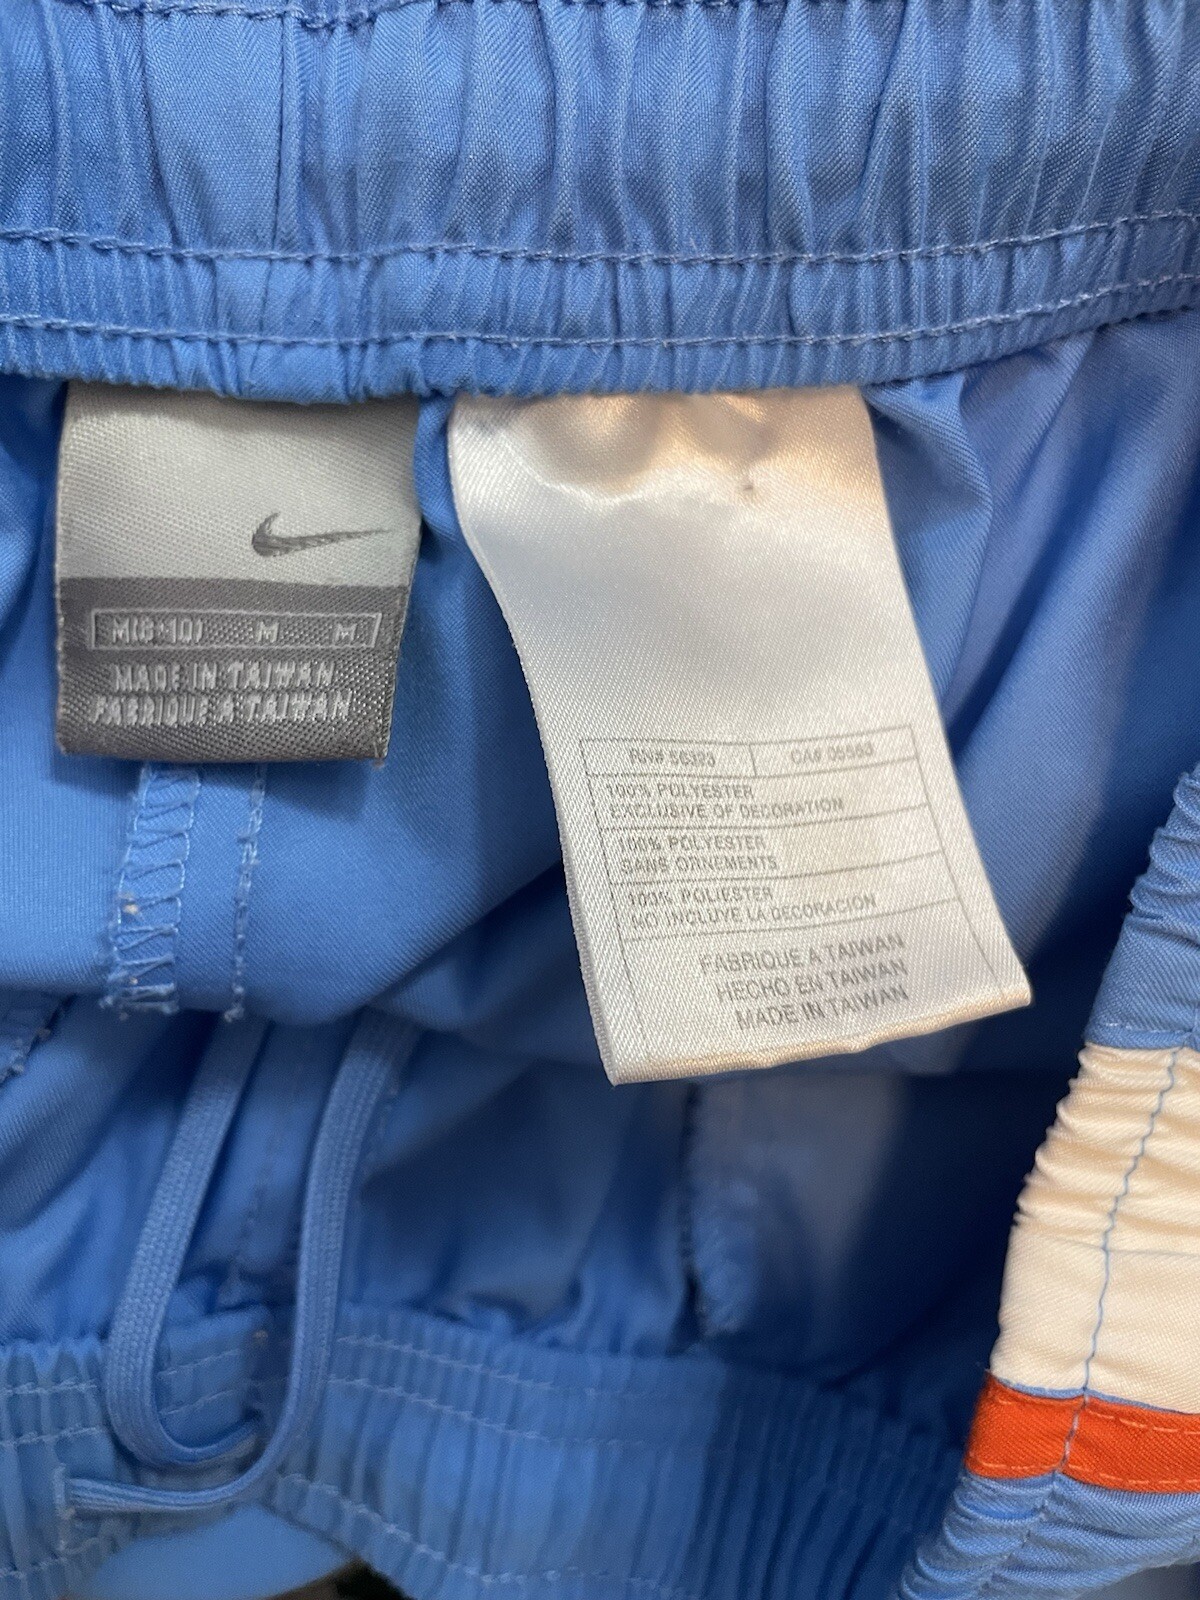 M(8-10) M M
MADE IN TAIWAN
FABRIQUE A TAIWAN
RN# 56323 CA# 05553
100% POLYESTER
EXCLUSIVE OF DECORATION
100% POLYESTER
SANS ORNEMENTS
100% POLIESTER
NO INCLUYE LA DECORACION
FABRIQUE A TAIWAN
HECHO EN TAIWAN
MADE IN TAIWAN